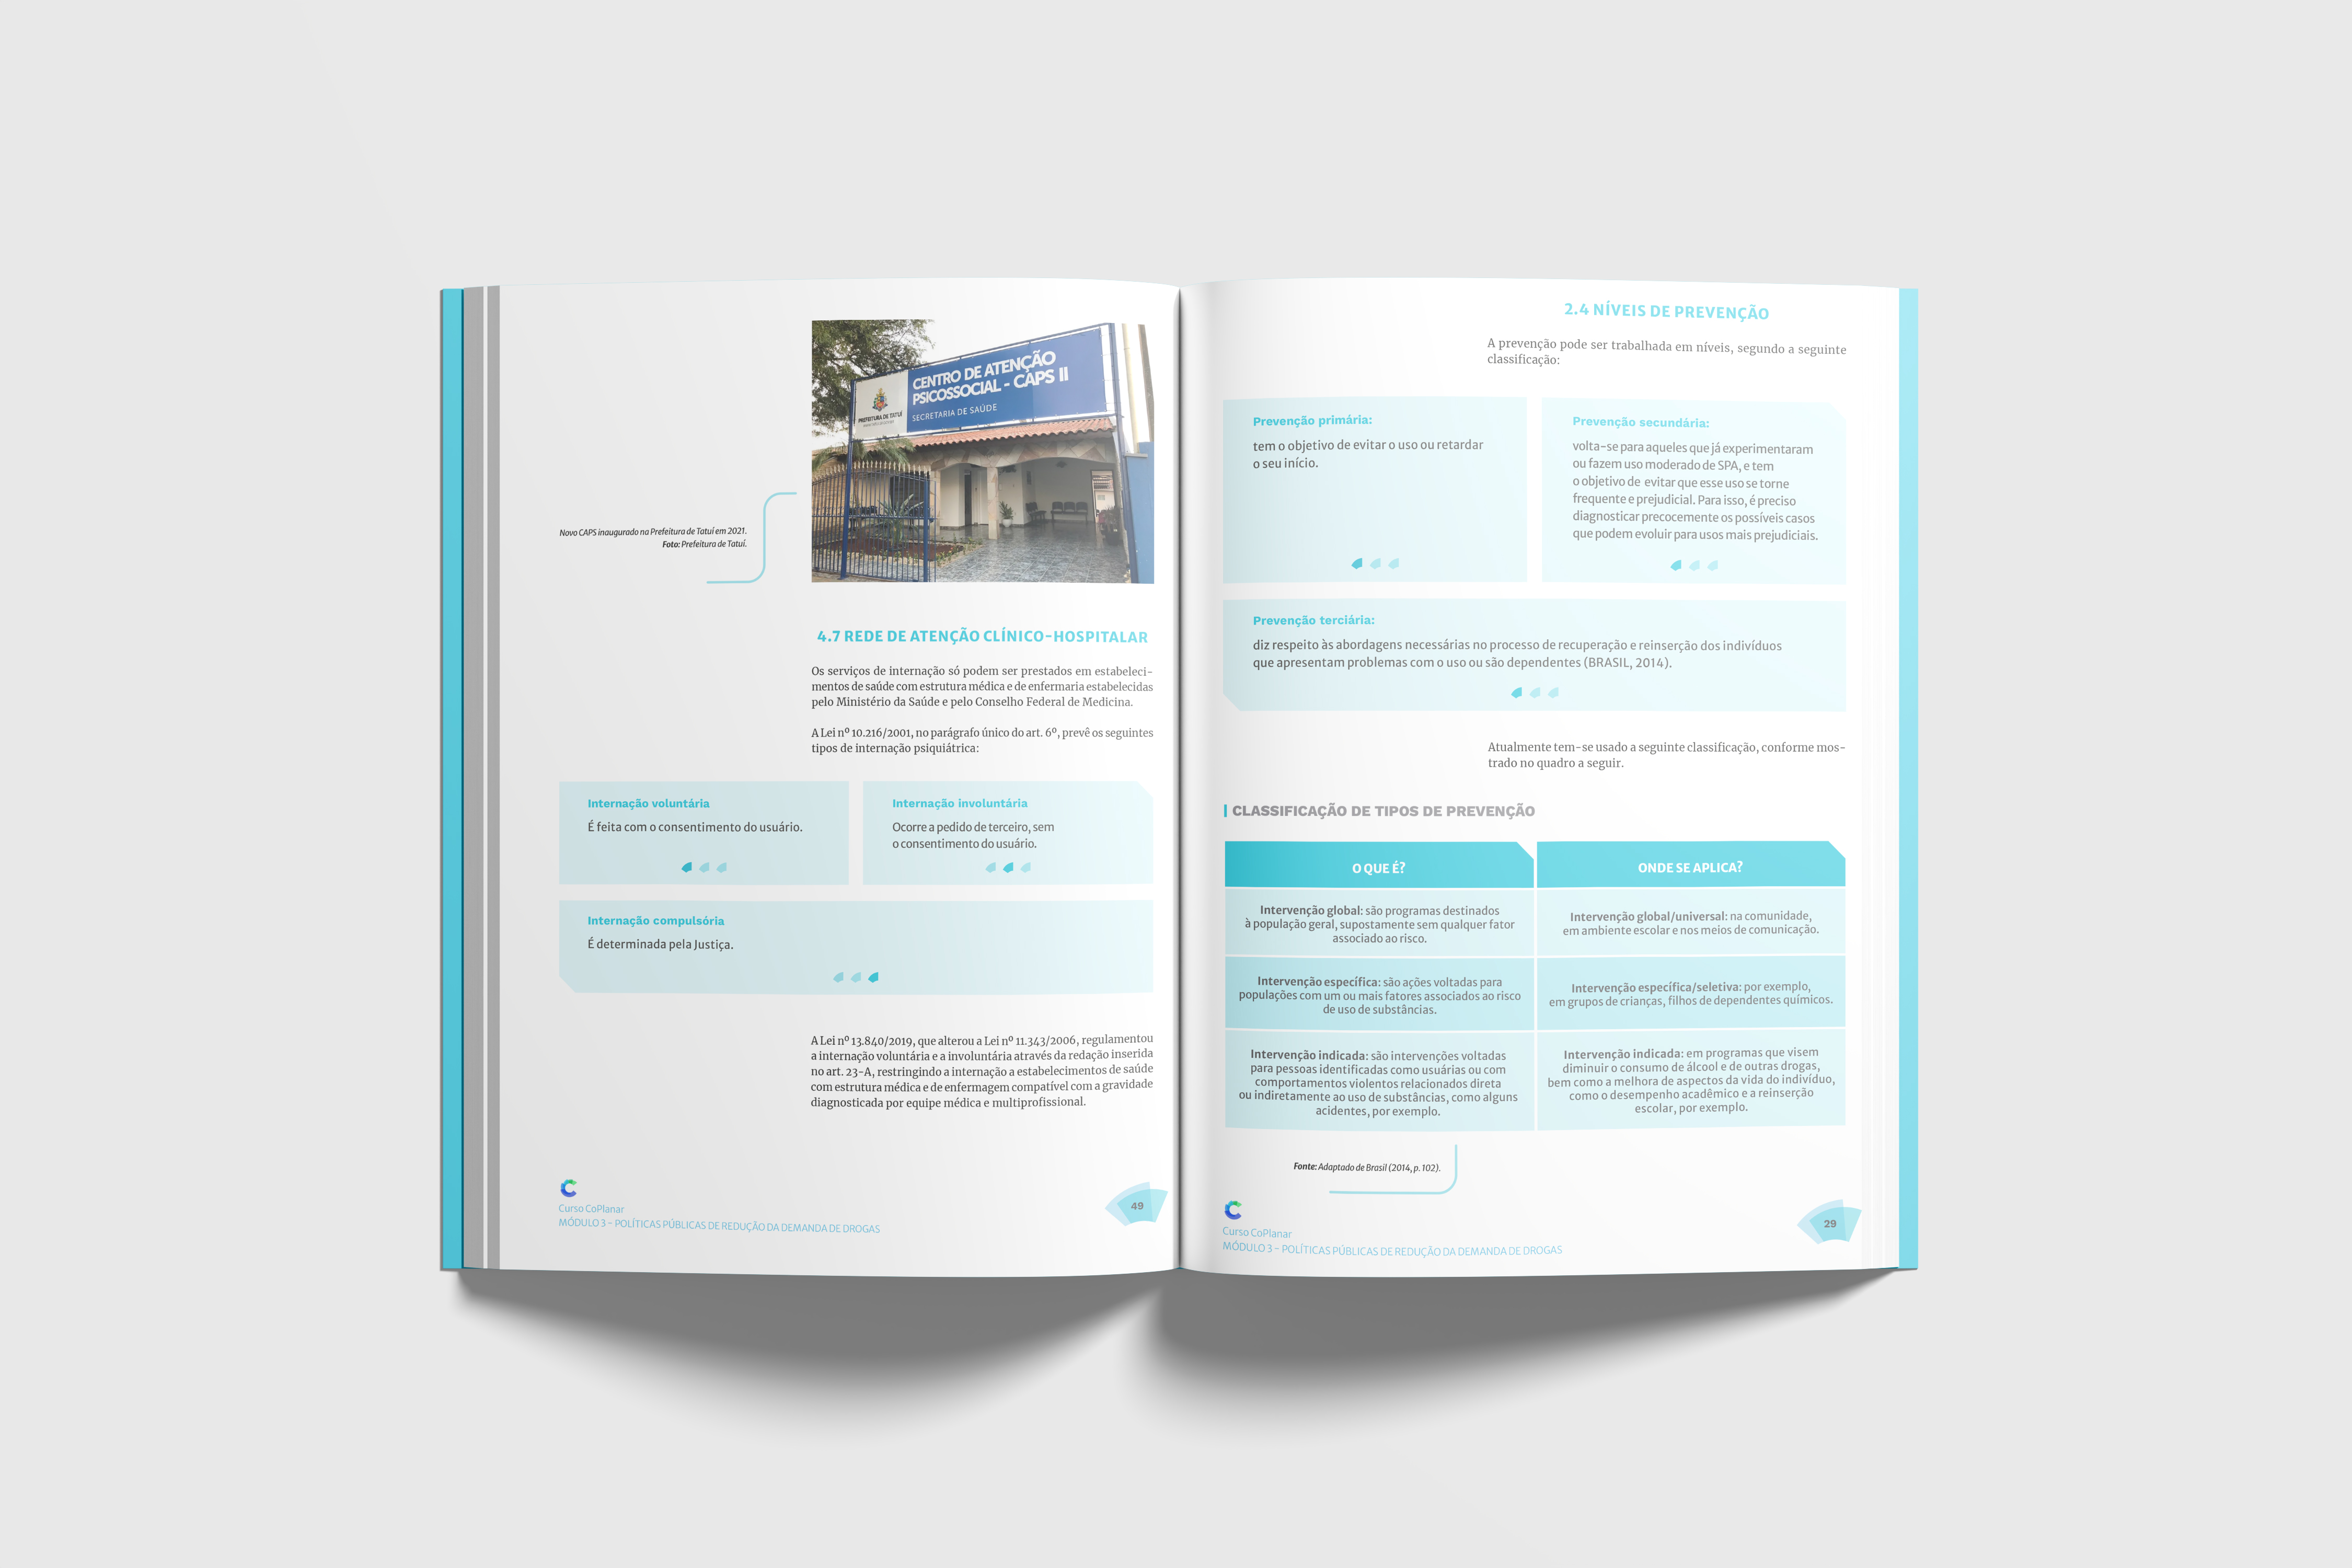 CENTRO DE ATENÇÃO
PSICOSSOCIAL - CAPS II
SECRETARIA DE SAÚDE
PREFEITURA DE TATUÍ
Novo CAPS inaugurado na Prefeitura de Tatuí em 2021.
Foto: Prefeitura de Tatuí.
4.7 REDE DE ATENÇÃO CLÍNICO-HOSPITALAR
Os serviços de internação só podem ser prestados em estabeleci-
mentos de saúde com estrutura médica e de enfermaria estabelecidas
pelo Ministério da Saúde e pelo Conselho Federal de Medicina.
A Lei nº 10.216/2001, no parágrafo único do art. 6º, prevê os seguintes
tipos de internação psiquiátrica:
Internação voluntária
É feita com o consentimento do usuário.
Internação involuntária
Ocorre a pedido de terceiro, sem
o consentimento do usuário.
Internação compulsória
É determinada pela Justiça.
A Lei nº 13.840/2019, que alterou a Lei nº 11.343/2006, regulamentou
a internação voluntária e a involuntária através da redação inserida
no art. 23-A, restringindo a internação a estabelecimentos de saúde
com estrutura médica e de enfermagem compatível com a gravidade
diagnosticada por equipe médica e multiprofissional.
Curso CoPlanar
MÓDULO 3 - POLÍTICAS PÚBLICAS DE REDUÇÃO DA DEMANDA DE DROGAS
49
2.4 NÍVEIS DE PREVENÇÃO
A prevenção pode ser trabalhada em níveis, segundo a seguinte
classificação:
Prevenção primária:
tem o objetivo de evitar o uso ou retardar
o seu início.
Prevenção secundária:
volta-se para aqueles que já experimentaram
ou fazem uso moderado de SPA, e tem
o objetivo de evitar que esse uso se torne
frequente e prejudicial. Para isso, é preciso
diagnosticar precocemente os possíveis casos
que podem evoluir para usos mais prejudiciais.
Prevenção terciária:
diz respeito às abordagens necessárias no processo de recuperação e reinserção dos indivíduos
que apresentam problemas com o uso ou são dependentes (BRASIL, 2014).
Atualmente tem-se usado a seguinte classificação, conforme mos-
trado no quadro a seguir.
CLASSIFICAÇÃO DE TIPOS DE PREVENÇÃO
O QUE É?
ONDE SE APLICA?
Intervenção global: são programas destinados
à população geral, supostamente sem qualquer fator
associado ao risco.
Intervenção global/universal: na comunidade,
em ambiente escolar e nos meios de comunicação.
Intervenção específica: são ações voltadas para
populações com um ou mais fatores associados ao risco
de uso de substâncias.
Intervenção específica/seletiva: por exemplo,
em grupos de crianças, filhos de dependentes químicos.
Intervenção indicada: são intervenções voltadas
para pessoas identificadas como usuárias ou com
comportamentos violentos relacionados direta
ou indiretamente ao uso de substâncias, como alguns
acidentes, por exemplo.
Intervenção indicada: em programas que visem
diminuir o consumo de álcool e de outras drogas,
bem como a melhora de aspectos da vida do indivíduo,
como o desempenho acadêmico e a reinserção
escolar, por exemplo.
Fonte: Adaptado de Brasil (2014, p. 102).
Curso CoPlanar
MÓDULO 3 - POLÍTICAS PÚBLICAS DE REDUÇÃO DA DEMANDA DE DROGAS
29